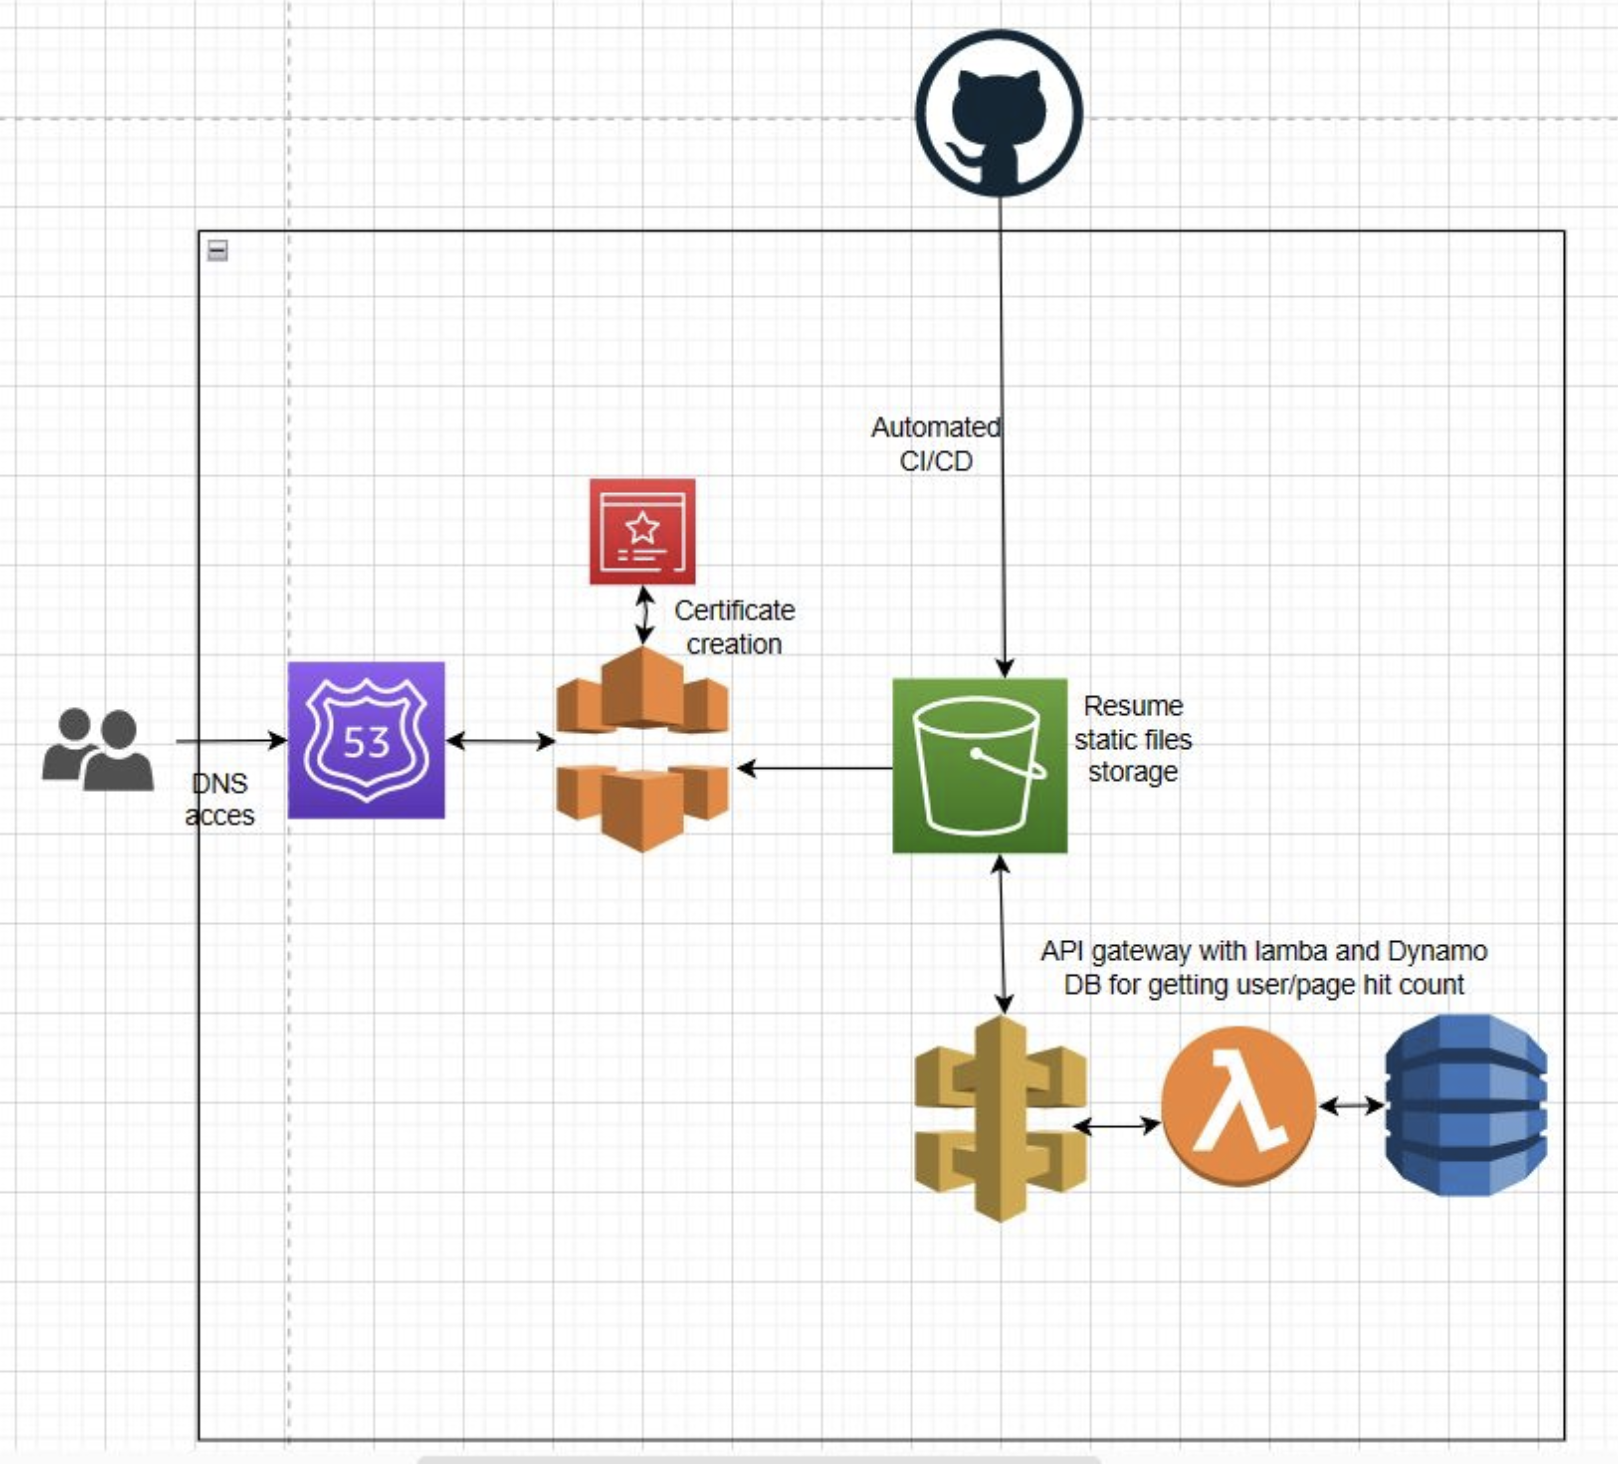 Automated
CI/CD
Certificate
creation
53
DNS
acces
Resume
static files
storage
API gateway with lamba and Dynamo
DB for getting user/page hit count
λ